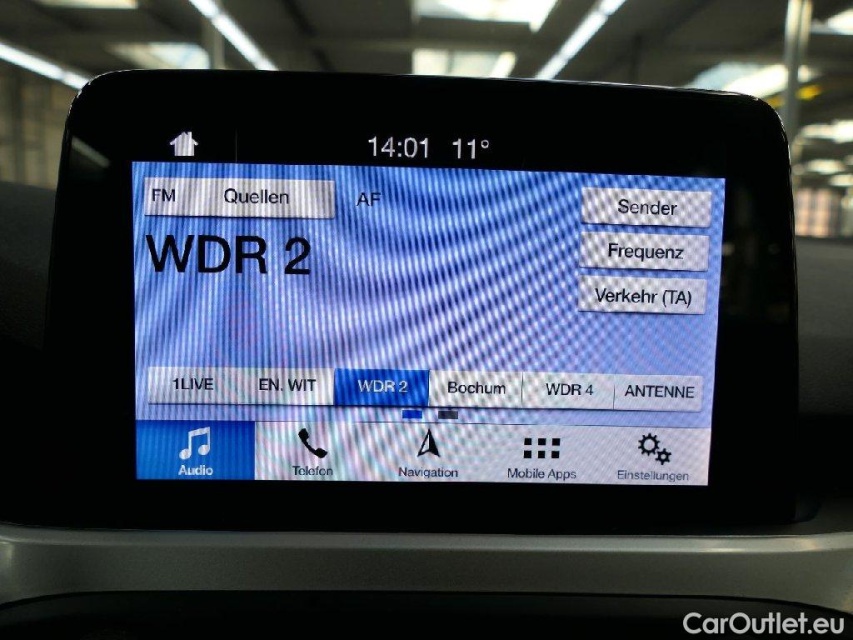 14:01 11°
FM Quellen AF Sender
WDR 2 Frequenz
Verkehr (TA)
1LIVE EN. WIT WDR 2 Bochum WDR 4 ANTENNE
Audio Telefon Navigation Mobile Apps Einstellungen
CarOutlet.eu